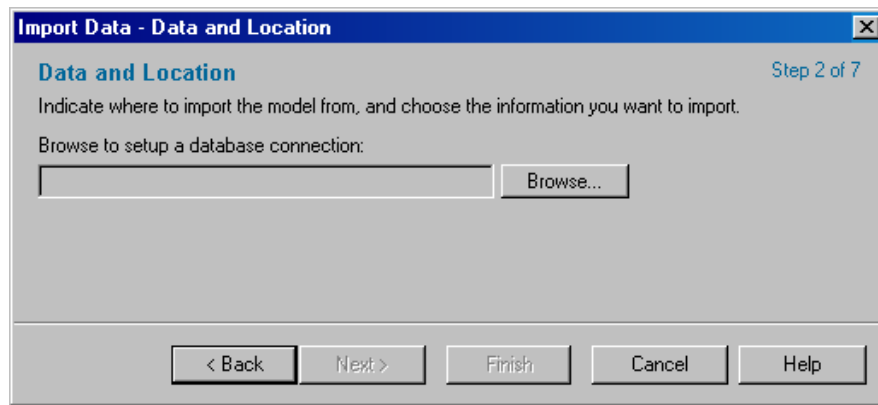 Import Data - Data and Location
Data and Location
Step 2 of 7
Indicate where to import the model from, and choose the information you want to import.
Browse to setup a database connection:
Browse...
< Back
Next >
Finish
Cancel
Help